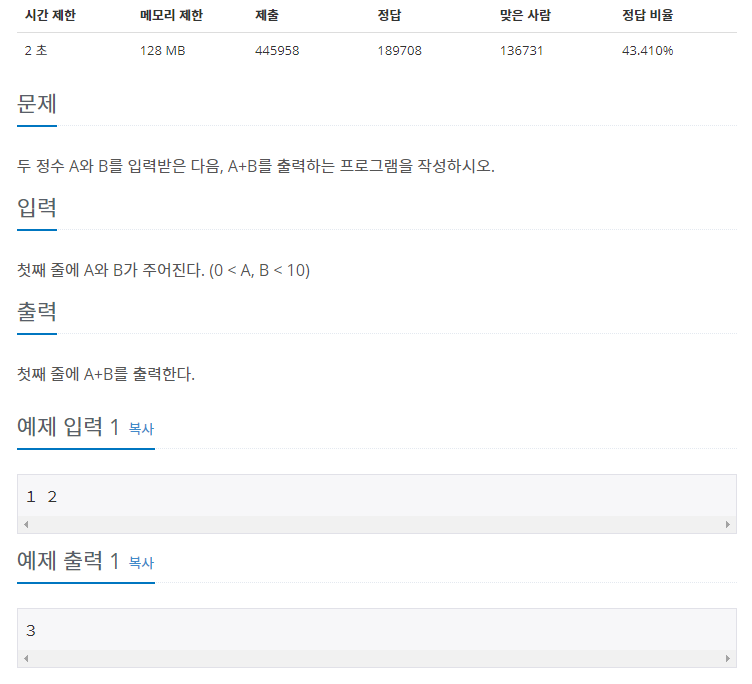 시간 제한 메모리 제한 제출 정답 맞은 사람 정답 비율
2 초 128 MB 445958 189708 136731 43.410%
문제
두 정수 A와 B를 입력받은 다음, A+B를 출력하는 프로그램을 작성하시오.
입력
첫째 줄에 A와 B가 주어진다. (0 < A, B < 10)
출력
첫째 줄에 A+B를 출력한다.
예제 입력 1 복사
1 2
예제 출력 1 복사
3